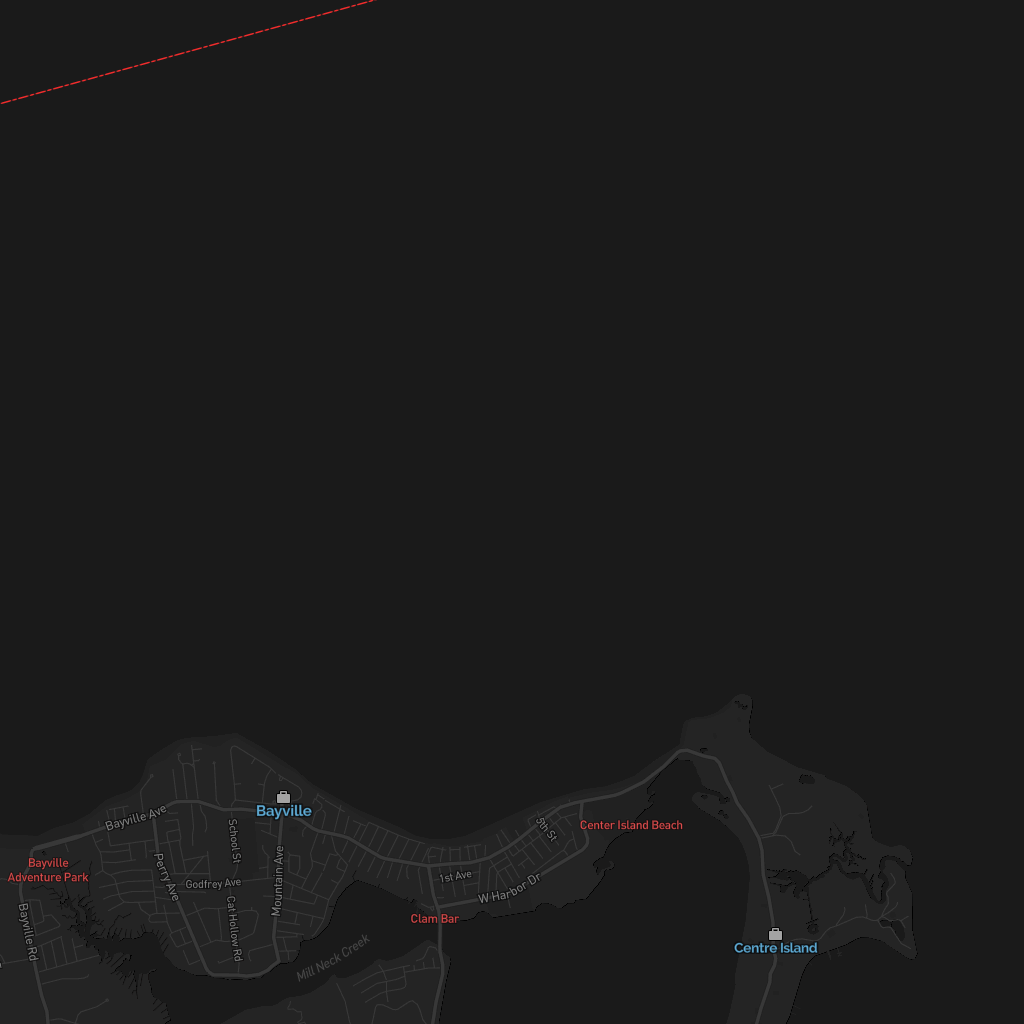 Bayville Ave
Bayville
Center Island Beach
5th St
School St
Bayville
Adventure Park
Perry Ave
Godfrey Ave
Mountain Ave
1st Ave
W Harbor Dr
Cat Hollow Rd
Clam Bar
Bayville Rd
Mill Neck Creek
Centre Island